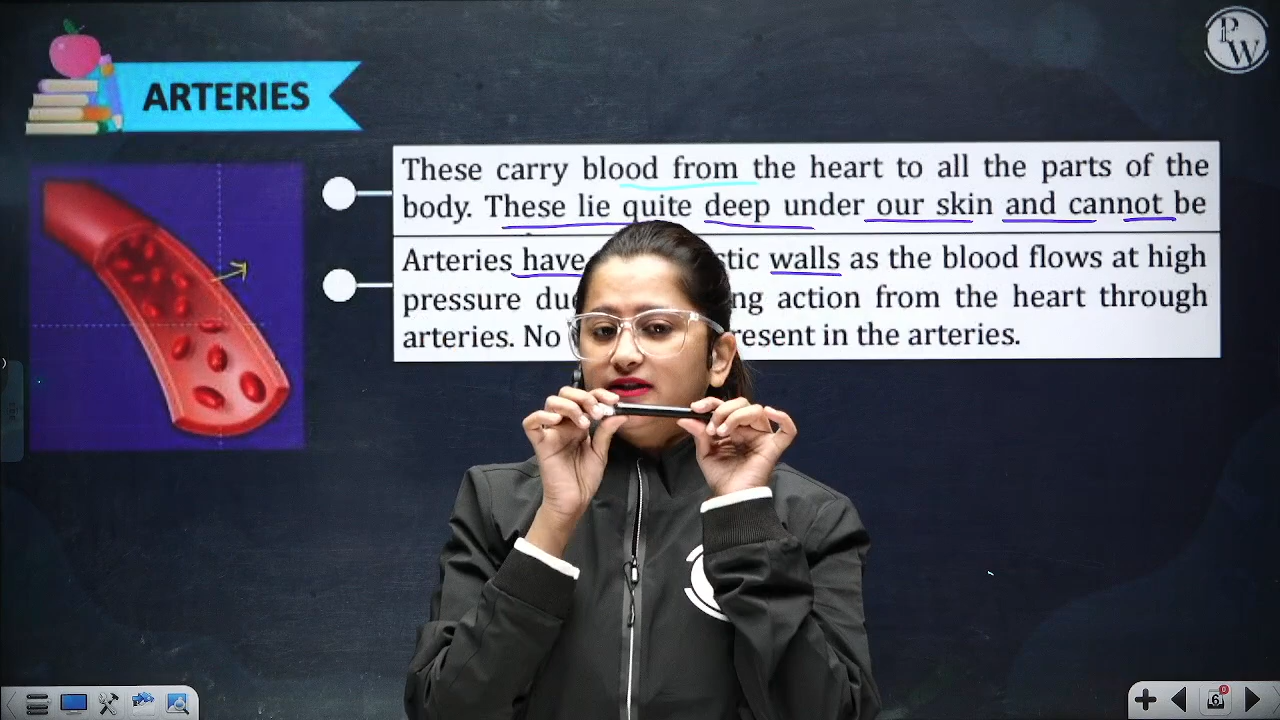 PW
ARTERIES
These carry blood from the heart to all the parts of the
body. These lie quite deep under our skin and cannot be
Arteries have stic walls as the blood flows at high
pressure du ng action from the heart through
arteries. No resent in the arteries.
6